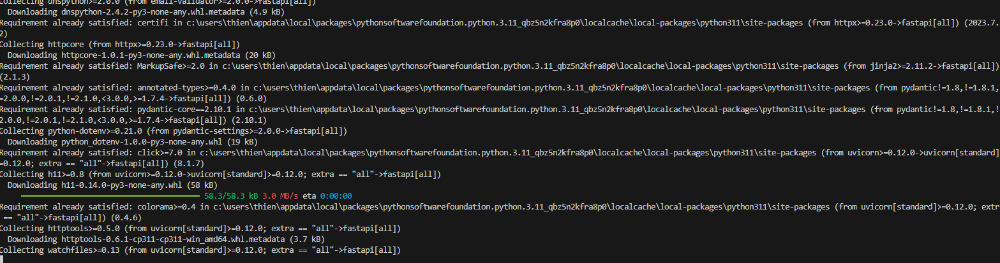 Collecting dnspython>=2.0.0 (from email-validator>=2.0.0->fastapi[all])
  Downloading dnspython-2.4.2-py3-none-any.whl.metadata (4.9 kB)
Requirement already satisfied: certifi in c:\users\thien\appdata\local\packages\pythonsoftwarefoundation.python.3.11_qbz5n2kfra8p0\localcache\local-packages\python311\site-packages (from httpx>=0.23.0->fastapi[all]) (2023.7.
2)
Collecting httpcore (from httpx>=0.23.0->fastapi[all])
  Downloading httpcore-1.0.1-py3-none-any.whl.metadata (20 kB)
Requirement already satisfied: MarkupSafe>=2.0 in c:\users\thien\appdata\local\packages\pythonsoftwarefoundation.python.3.11_qbz5n2kfra8p0\localcache\local-packages\python311\site-packages (from jinja2>=2.11.2->fastapi[all])
(2.1.3)
Requirement already satisfied: annotated-types>=0.4.0 in c:\users\thien\appdata\local\packages\pythonsoftwarefoundation.python.3.11_qbz5n2kfra8p0\localcache\local-packages\python311\site-packages (from pydantic!=1.8,!=1.8.1,
=2.0.0,!=2.0.1,!=2.1.0,<3.0.0,>=1.7.4->fastapi[all]) (0.6.0)
Requirement already satisfied: pydantic-core==2.10.1 in c:\users\thien\appdata\local\packages\pythonsoftwarefoundation.python.3.11_qbz5n2kfra8p0\localcache\local-packages\python311\site-packages (from pydantic!=1.8,!=1.8.1,!
2.0.0,!=2.0.1,!=2.1.0,<3.0.0,>=1.7.4->fastapi[all]) (2.10.1)
Collecting python-dotenv>=0.21.0 (from pydantic-settings>=2.0.0->fastapi[all])
  Downloading python_dotenv-1.0.0-py3-none-any.whl (19 kB)
Requirement already satisfied: click>=7.0 in c:\users\thien\appdata\local\packages\pythonsoftwarefoundation.python.3.11_qbz5n2kfra8p0\localcache\local-packages\python311\site-packages (from uvicorn>=0.12.0->uvicorn[standard]
=0.12.0; extra == "all"->fastapi[all]) (8.1.7)
Collecting h11>=0.8 (from uvicorn>=0.12.0->uvicorn[standard]>=0.12.0; extra == "all"->fastapi[all])
  Downloading h11-0.14.0-py3-none-any.whl (58 kB)
58.3/58.3 kB 3.0 MB/s eta 0:00:00
Requirement already satisfied: colorama>=0.4 in c:\users\thien\appdata\local\packages\pythonsoftwarefoundation.python.3.11_qbz5n2kfra8p0\localcache\local-packages\python311\site-packages (from uvicorn[standard]>=0.12.0; extr
== "all"->fastapi[all]) (0.4.6)
Collecting httptools>=0.5.0 (from uvicorn[standard]>=0.12.0; extra == "all"->fastapi[all])
  Downloading httptools-0.6.1-cp311-cp311-win_amd64.whl.metadata (3.7 kB)
Collecting watchfiles>=0.13 (from uvicorn[standard]>=0.12.0; extra == "all"->fastapi[all])